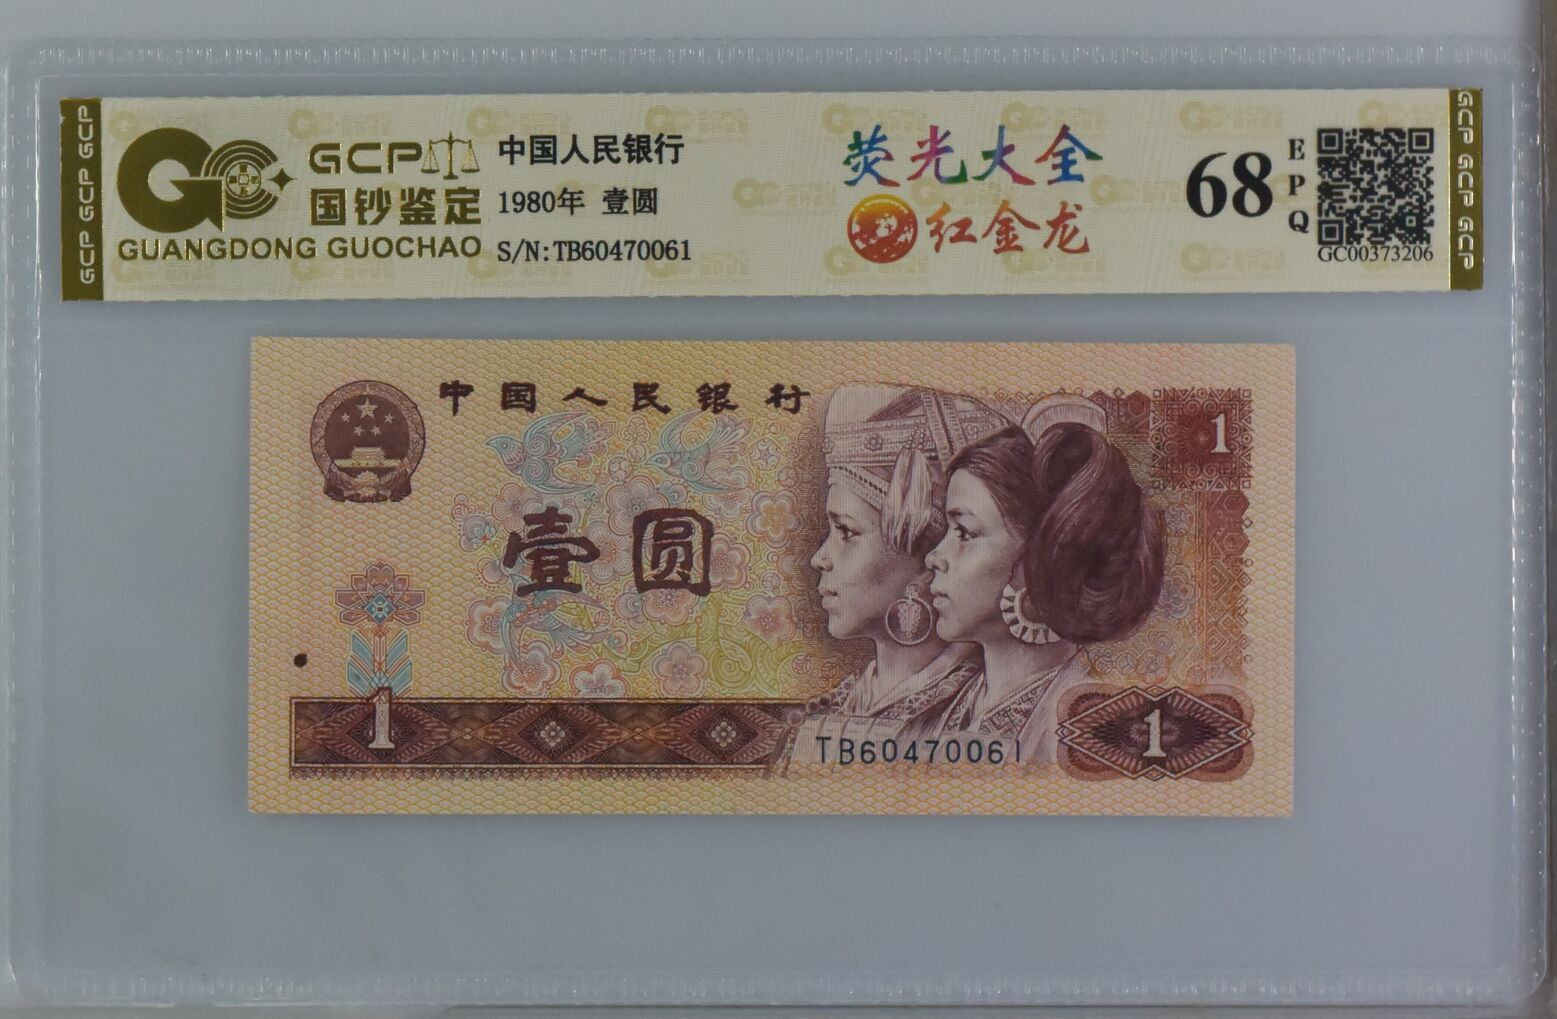 GCP GCP GCP
GCP
国钞鉴定
GUANGDONG GUOCHAO
中国人民银行
1980年 壹圆
S/N:TB60470061
荧光大全
红金龙
68
EPQ
GC00373206
GCP GCP GCP
中国人民银行
1
壹圆
1
TB60470061
1